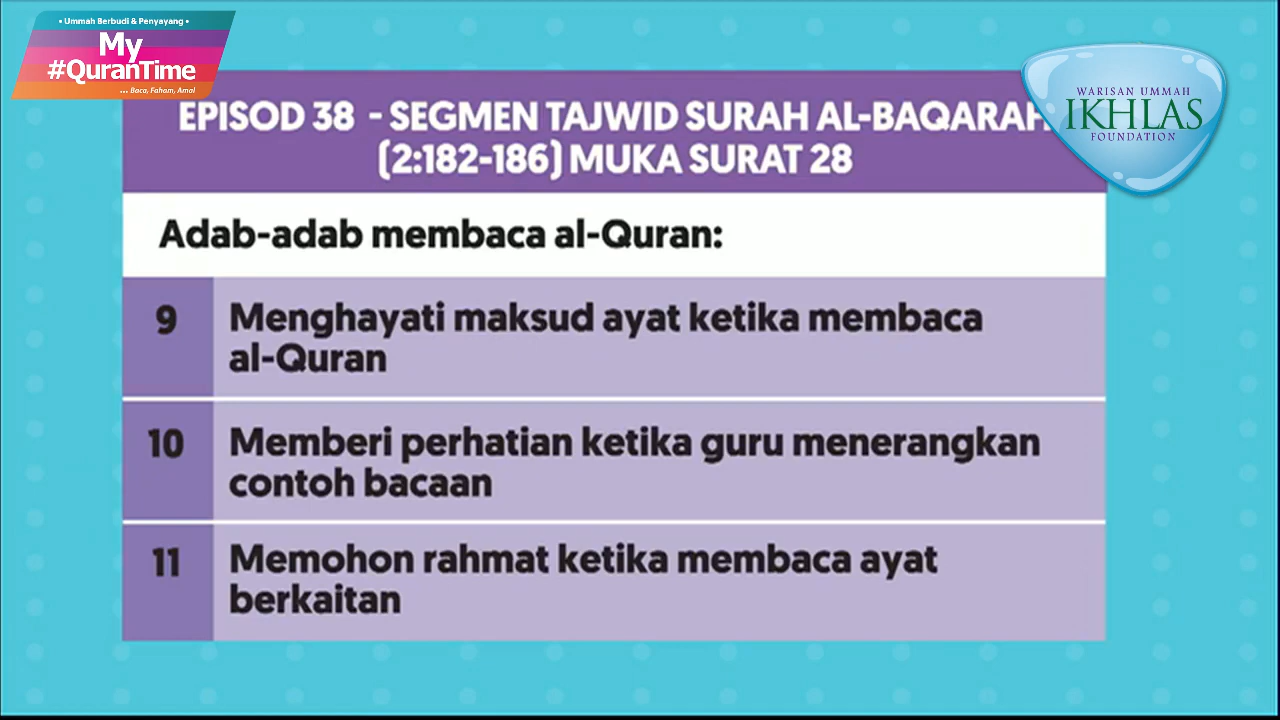 • Ummah Berbudi & Penyayang •
My
#QuranTime
... Baca, Faham, Amal
WARISAN UMMAH
IKHLAS
FOUNDATION
EPISOD 38 - SEGMEN TAJWID SURAH AL-BAQARAH
(2:182-186) MUKA SURAT 28
Adab-adab membaca al-Quran:
9 Menghayati maksud ayat ketika membaca
al-Quran
10 Memberi perhatian ketika guru menerangkan
contoh bacaan
11 Memohon rahmat ketika membaca ayat
berkaitan